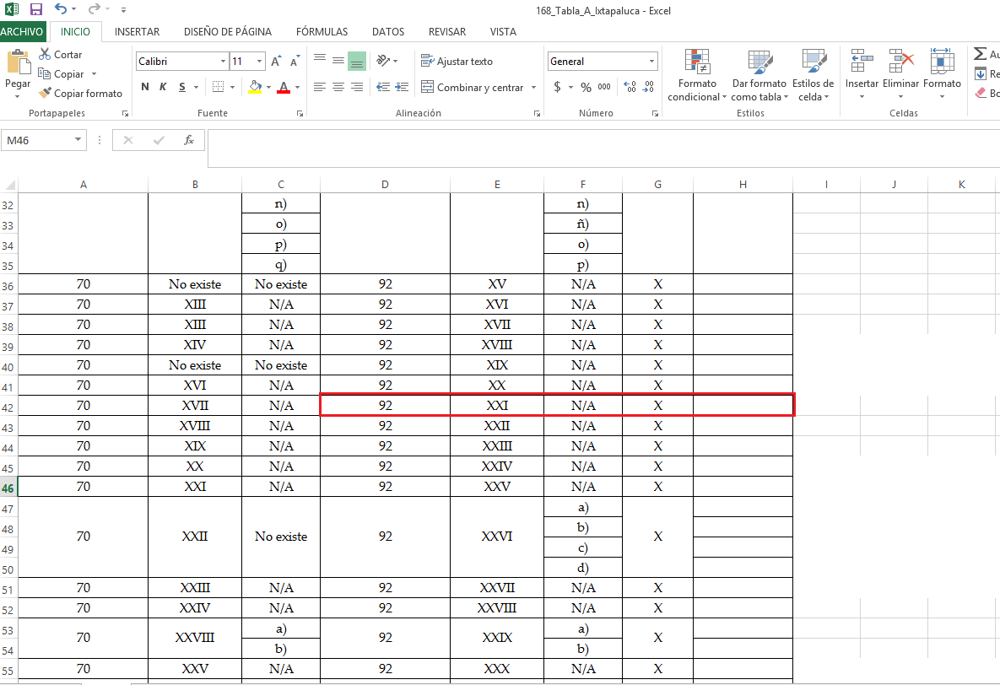 168_Tabla_A_Ixtapaluca - Excel
ARCHIVO INICIO INSERTAR DISEÑO DE PÁGINA FÓRMULAS DATOS REVISAR VISTA
Pegar
Cortar
Copiar
Copiar formato
Portapapeles
Calibri 11 A A
N K S A
Fuente
Ajustar texto
Combinar y centrar
Alineación
General
$ % 000
Número
Formato condicional
Dar formato como tabla
Estilos de celda
Estilos
Insertar Eliminar Formato
Celdas
Σ Au
Re
Bo
M46 fx
A B C D E F G H I J K
32 n) n)
33 o) ñ)
34 p) o)
35 q) p)
36 70 No existe No existe 92 XV N/A X
37 70 XIII N/A 92 XVI N/A X
38 70 XIII N/A 92 XVII N/A X
39 70 XIV N/A 92 XVIII N/A X
40 70 No existe No existe 92 XIX N/A X
41 70 XVI N/A 92 XX N/A X
42 70 XVII N/A 92 XXI N/A X
43 70 XVIII N/A 92 XXII N/A X
44 70 XIX N/A 92 XXIII N/A X
45 70 XX N/A 92 XXIV N/A X
46 70 XXI N/A 92 XXV N/A X
47 a)
48 b)
70 XXII No existe 92 XXVI X
49 c)
50 d)
51 70 XXIII N/A 92 XXVII N/A X
52 70 XXIV N/A 92 XXVIII N/A X
53 a) a)
70 XXVIII 92 XXIX X
54 b) b)
55 70 XXV N/A 92 XXX N/A X